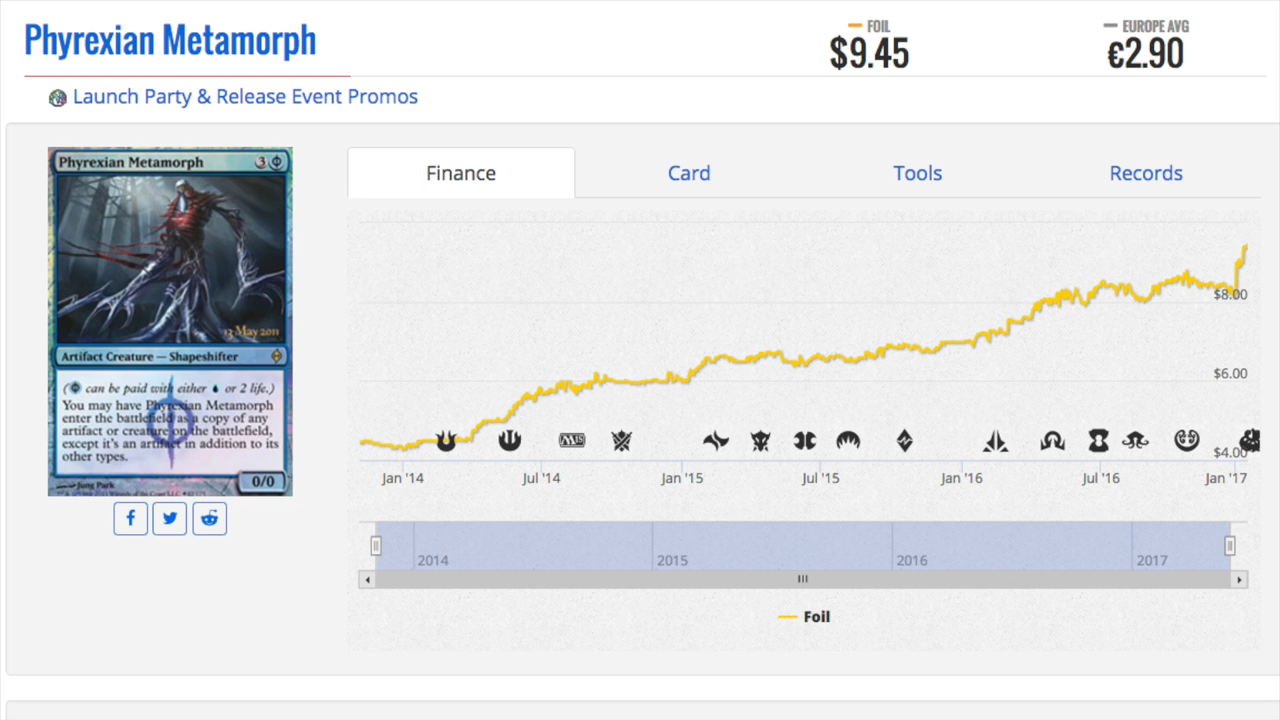 Phyrexian Metamorph
FOIL
$9.45
EUROPE AVG
€2.90
Launch Party & Release Event Promos
Phyrexian Metamorph 3
13 May 2011
Artifact Creature — Shapeshifter
( can be paid with either or 2 life.)
You may have Phyrexian Metamorph
enter the battlefield as a copy of any
artifact or creature on the battlefield,
except it's an artifact in addition to its
other types.
Jung Park
0/0
Finance
Card
Tools
Records
$8.00
$6.00
$4.00
M15
Jan '14
Jul '14
Jan '15
Jul '15
Jan '16
Jul '16
Jan '17
2014
2015
2016
2017
Foil